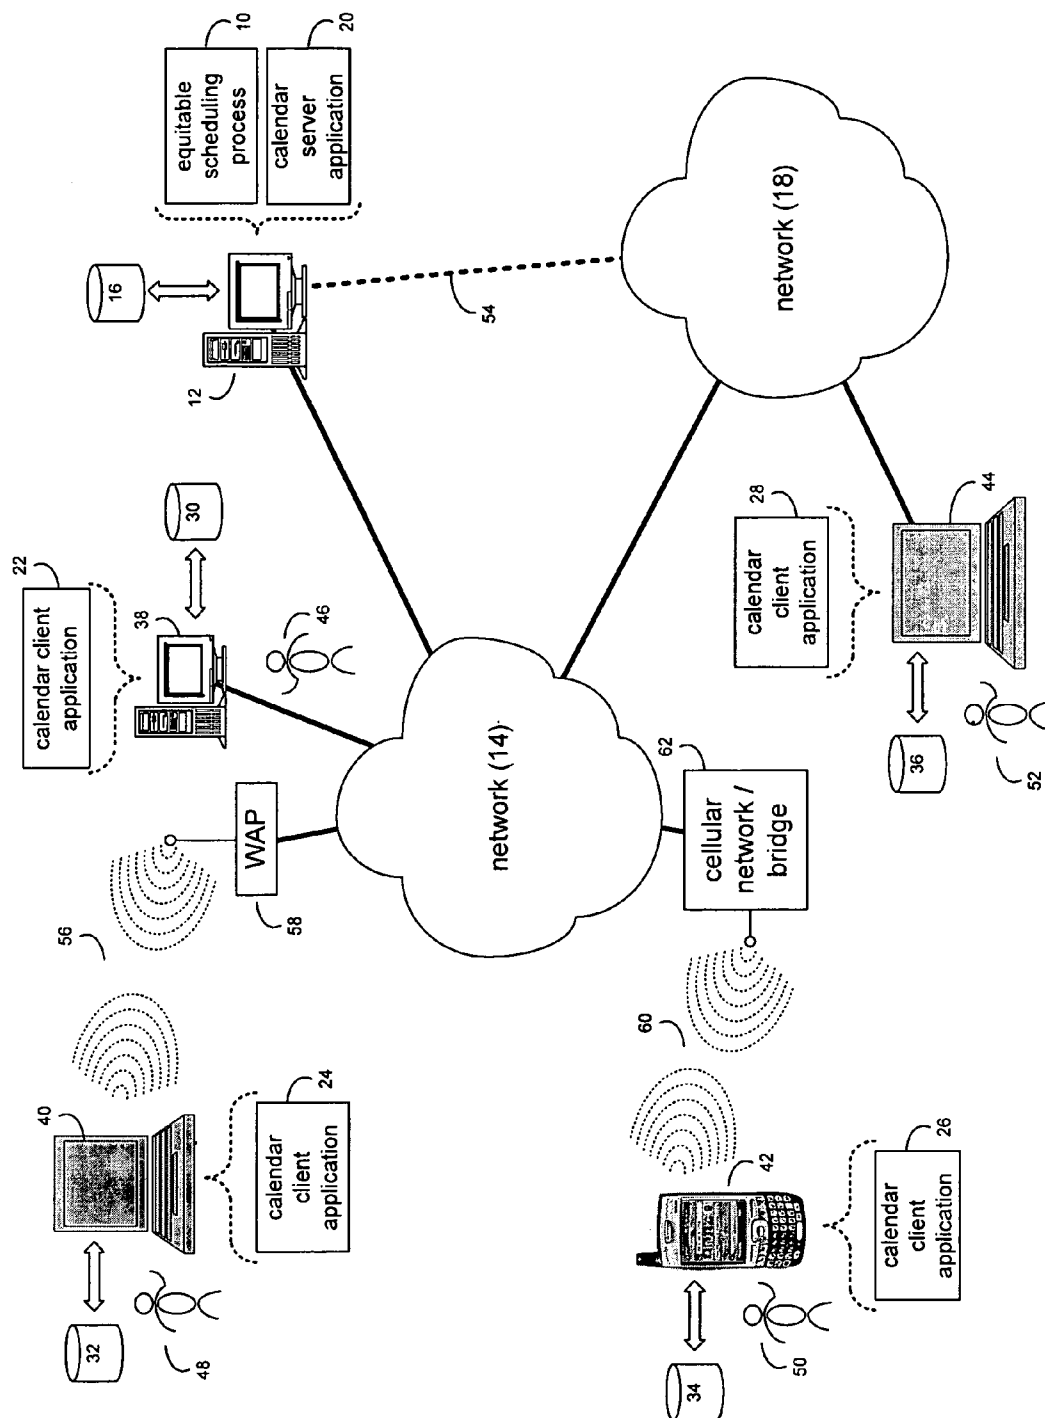 32
48
40
calendar
client
application
24
56
WAP
58
calendar client
application
22
38
30
46
16
12
equitable
scheduling
process
10
calendar
server
application
20
54
network (14)
network (18)
34
50
42
calendar
client
application
26
60
cellular
network /
bridge
62
calendar
client
application
28
36
52
44